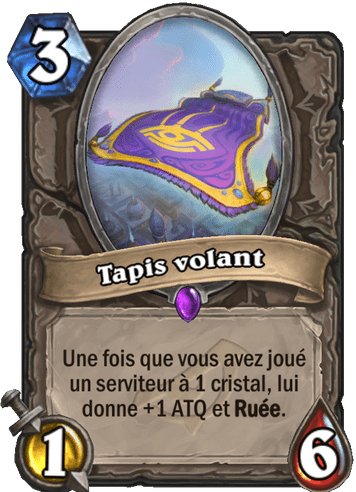 3
Tapis volant
Une fois que vous avez joué
un serviteur à 1 cristal, lui
donne +1 ATQ et Ruée.
1
6